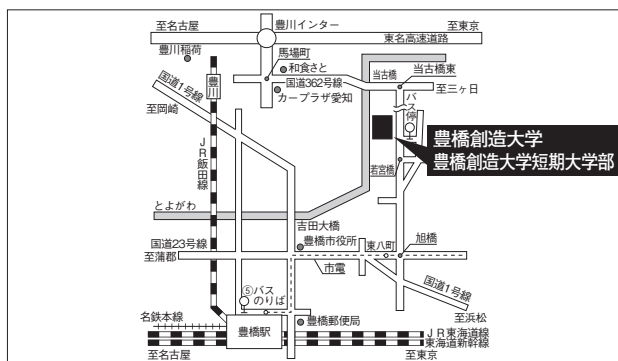 至名古屋
豊川インター
至東京
東名高速道路
豊川稲荷
馬場町
和食さと
国道362号線
カープラザ愛知
当古橋
当古橋東
至三ヶ日
国道1号線
豊川
至岡崎
バス停
豊橋創造大学
豊橋創造大学短期大学部
JR飯田線
若宮橋
とよがわ
吉田大橋
国道23号線
至蒲郡
豊橋市役所
東八町
旭橋
市電
国道1号線
⑤バス
のりば
至浜松
名鉄本線
豊橋駅
豊橋郵便局
JR東海道線
東海道新幹線
至名古屋
至東京